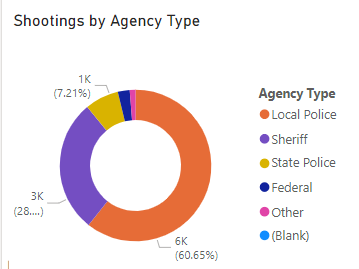 Shootings by Agency Type
1K
(7.21%)
3K
(28....)
6K
(60.65%)
Agency Type
Local Police
Sheriff
State Police
Federal
Other
(Blank)